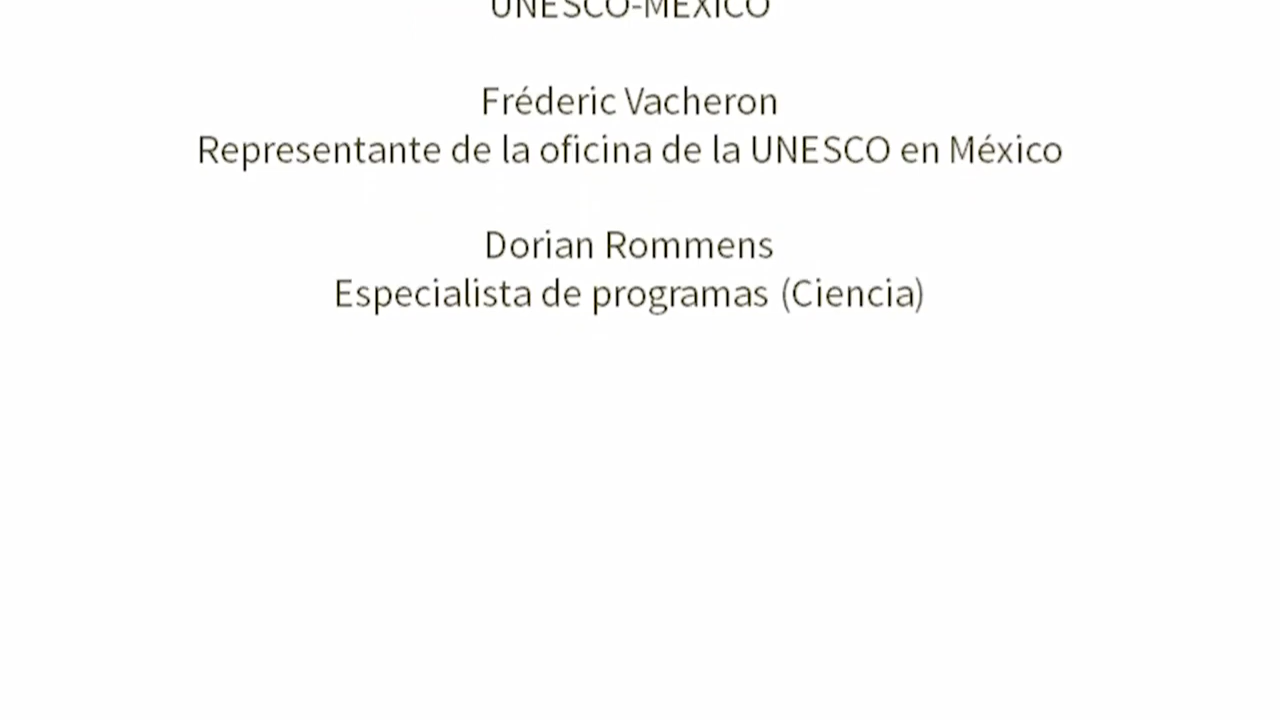 UNESCO-MÉXICO
Fréderic Vacheron
Representante de la oficina de la UNESCO en México
Dorian Rommens
Especialista de programas (Ciencia)